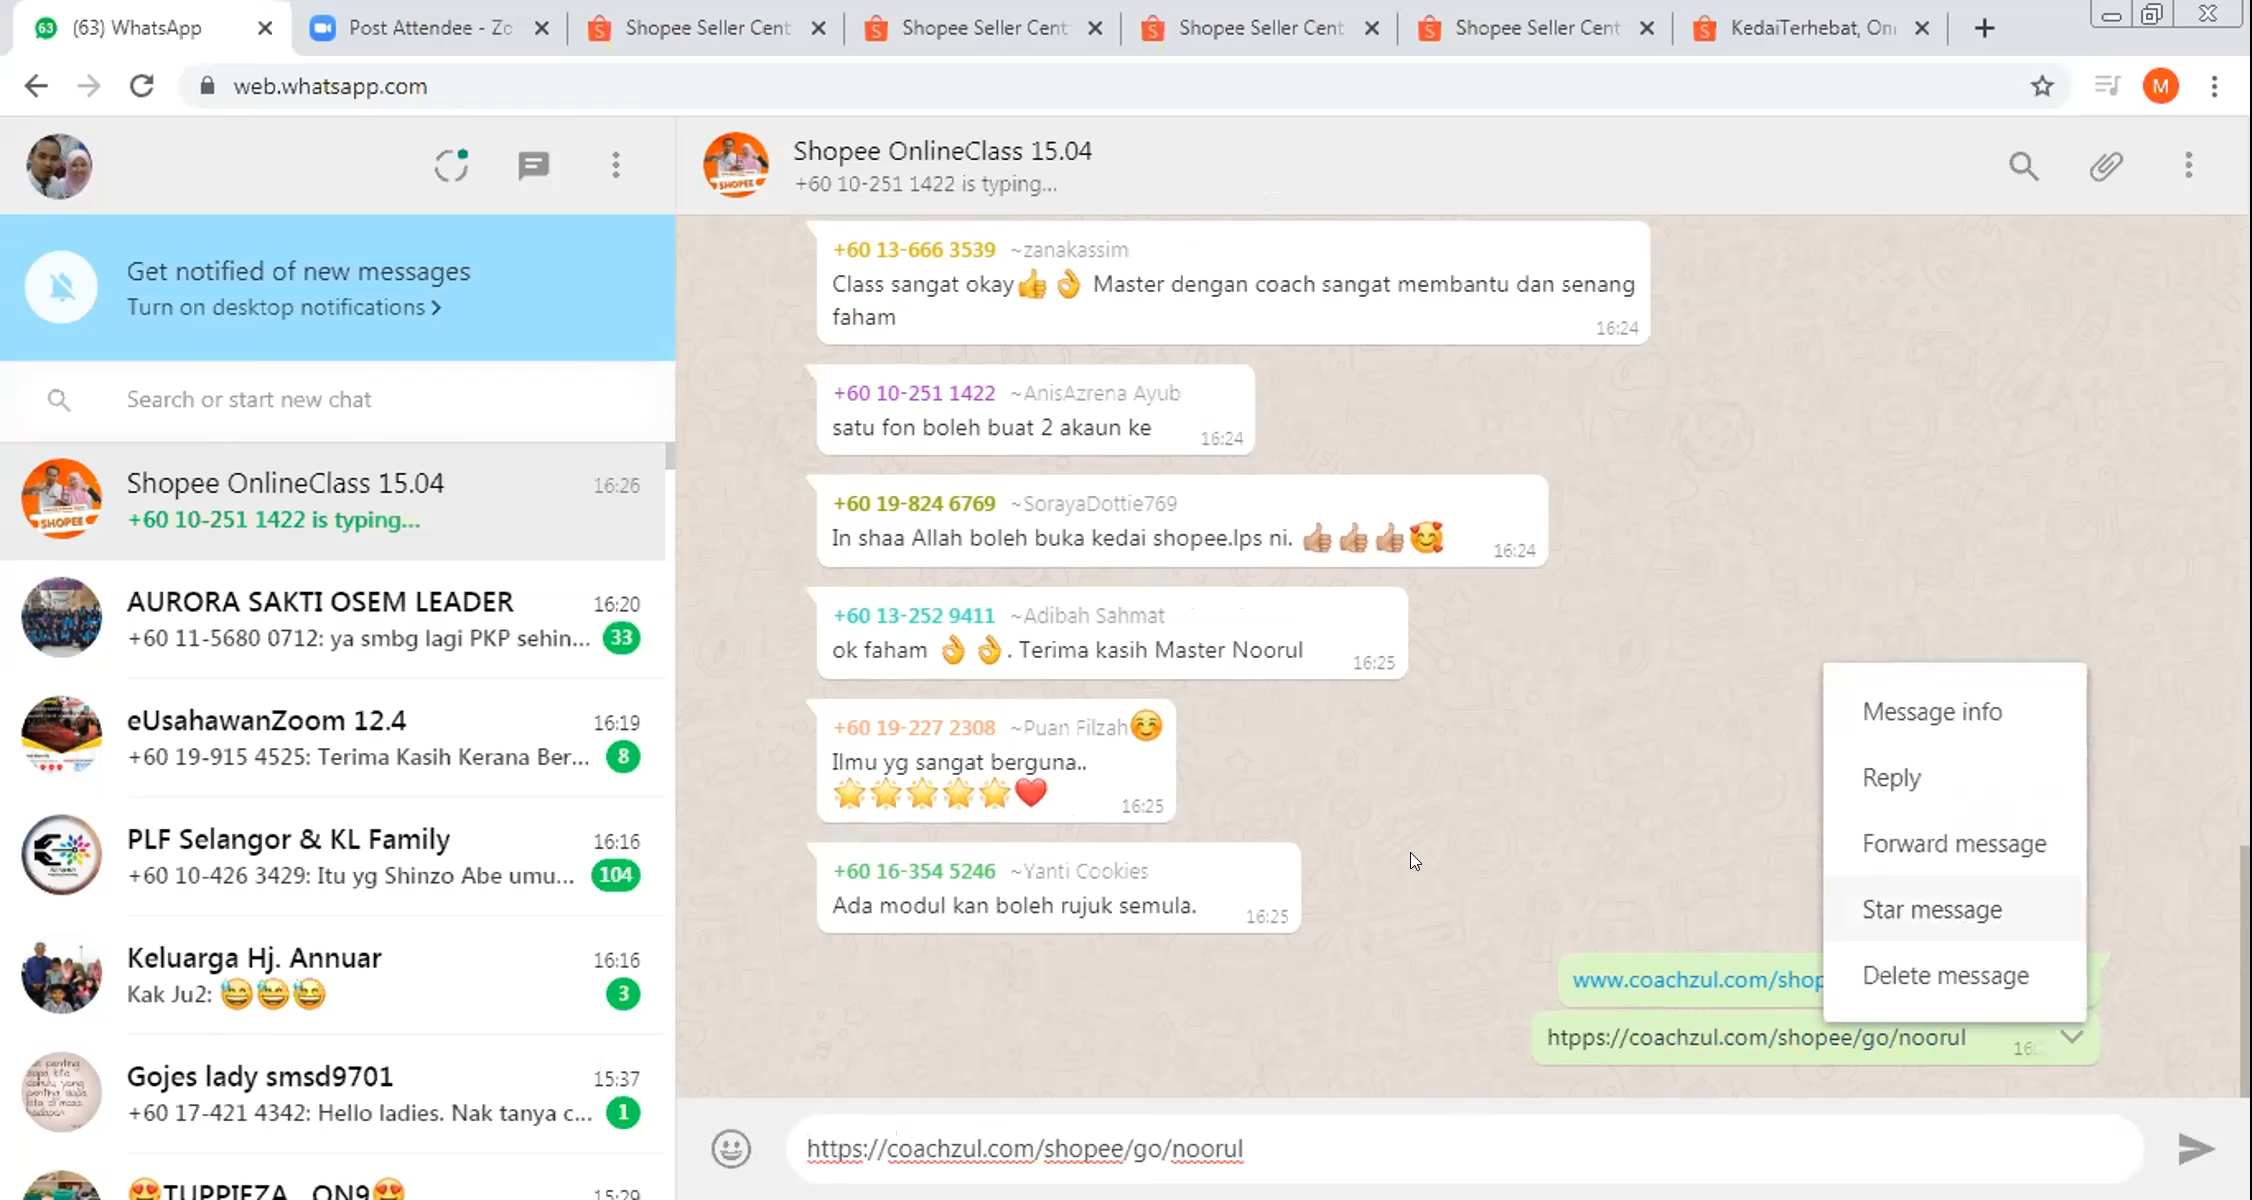 63 (63) WhatsApp
Post Attendee - Zo
Shopee Seller Cent
Shopee Seller Cent
Shopee Seller Cent
Shopee Seller Cent
KedaiTerhebat, Onl
web.whatsapp.com
M
SHOPEE
Shopee OnlineClass 15.04
+60 10-251 1422 is typing...
Get notified of new messages
Turn on desktop notifications >
Search or start new chat
SHOPEE
Shopee OnlineClass 15.04
16:26
+60 10-251 1422 is typing...
AURORA SAKTI OSEM LEADER
16:20
+60 11-5680 0712: ya smbg lagi PKP sehin...
33
eUsahawanZoom 12.4
16:19
+60 19-915 4525: Terima Kasih Kerana Ber...
8
PLF Selangor & KL Family
16:16
+60 10-426 3429: Itu yg Shinzo Abe umu...
104
Keluarga Hj. Annuar
16:16
Kak Ju2: 😅😅😅
3
Gojes lady smsd9701
15:37
+60 17-421 4342: Hello ladies. Nak tanya c...
1
😍TUPPIEZA_ ON9😍
15:29
+60 13-666 3539 ~zanakassim
Class sangat okay👍👌 Master dengan coach sangat membantu dan senang
faham
16:24
+60 10-251 1422 ~AnisAzrena Ayub
satu fon boleh buat 2 akaun ke
16:24
+60 19-824 6769 ~SorayaDottie769
In shaa Allah boleh buka kedai shopee.lps ni. 👍🏼👍🏼👍🏼🥰
16:24
+60 13-252 9411 ~Adibah Sahmat
ok faham 👌👌. Terima kasih Master Noorul
16:25
+60 19-227 2308 ~Puan Filzah☺️
Ilmu yg sangat berguna..
🌟🌟🌟🌟🌟❤️
16:25
+60 16-354 5246 ~Yanti Cookies
Ada modul kan boleh rujuk semula.
16:25
Message info
Reply
Forward message
Star message
Delete message
www.coachzul.com/shop
htpps://coachzul.com/shopee/go/noorul
16:
https://coachzul.com/shopee/go/noorul